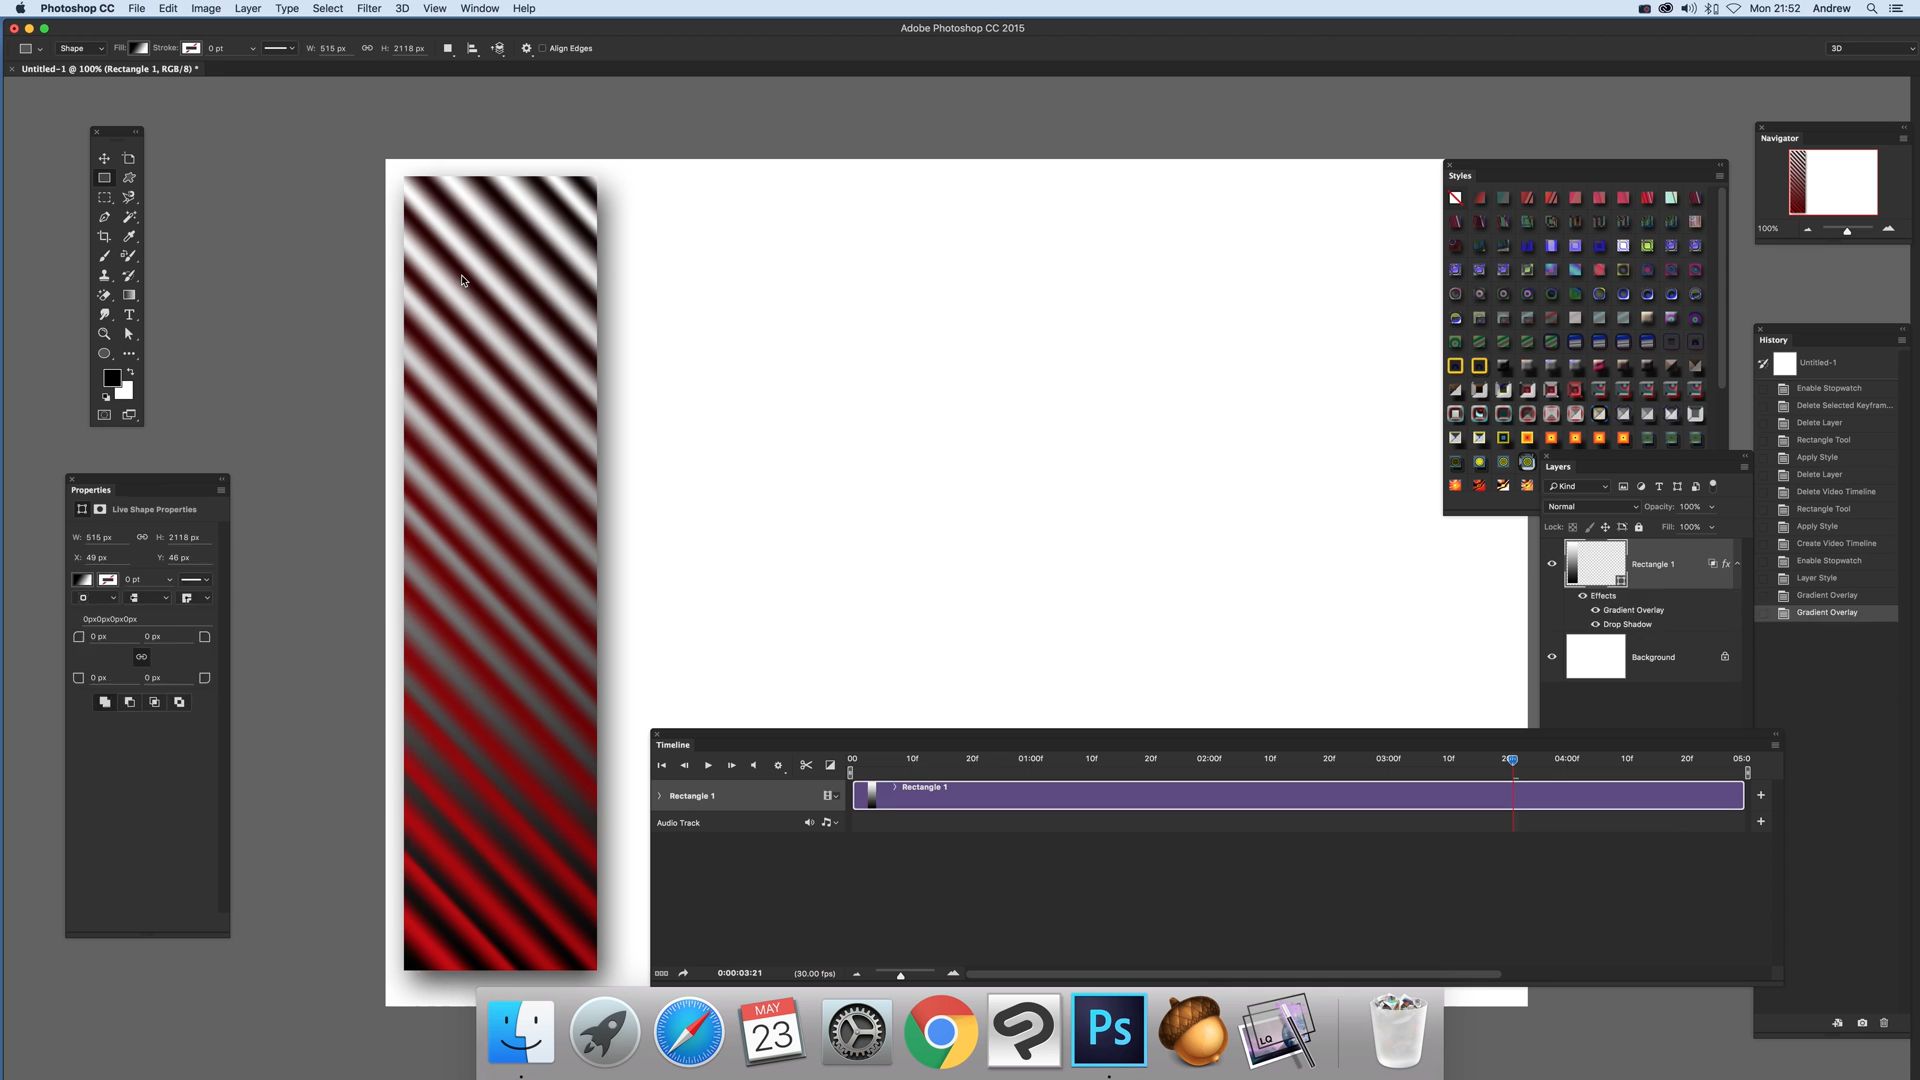 Photoshop CC File Edit Image Layer Type Select Filter 3D View Window Help Mon 21:52 Andrew
Adobe Photoshop CC 2015
Shape Fill: Stroke: 0 pt W: 515 px H: 2118 px Align Edges 3D
Untitled-1 @ 100% (Rectangle 1, RGB/8) *
Navigator
100%
Styles
History
Untitled-1
Enable Stopwatch
Delete Selected Keyfram...
Delete Layer
Rectangle Tool
Apply Style
Delete Layer
Delete Video Timeline
Rectangle Tool
Apply Style
Create Video Timeline
Enable Stopwatch
Layer Style
Gradient Overlay
Gradient Overlay
Layers
Kind
Normal Opacity: 100%
Lock: Fill: 100%
Rectangle 1 fx
Effects
Gradient Overlay
Drop Shadow
Background
Properties
Live Shape Properties
W: 515 px H: 2118 px
X: 49 px Y: 46 px
0 pt
0px0px0px0px
0 px 0 px
0 px 0 px
Timeline
00 10f 20f 01:00f 10f 20f 02:00f 10f 20f 03:00f 10f 04:00f 10f 20f 05:0
Rectangle 1 Rectangle 1
Audio Track
0:00:03:21 (30.00 fps)
MAY
23
Ps
LQ